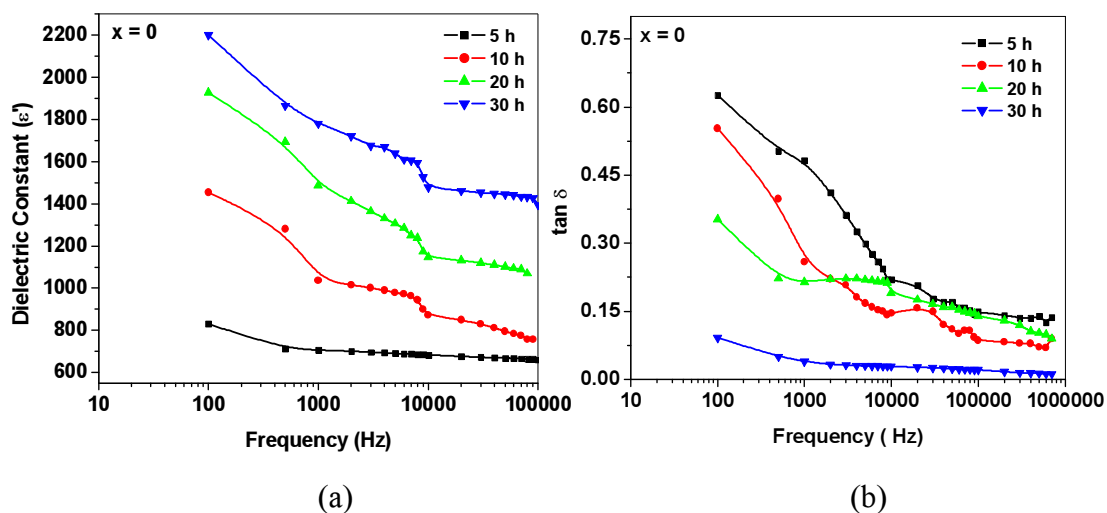 x = 0
5 h
10 h
20 h
30 h
2200
2000
1800
1600
1400
1200
1000
800
600
10 100 1000 10000 100000
Dielectric Constant (ε')
Frequency (Hz)
(a)
x = 0
5 h
10 h
20 h
30 h
0.75
0.60
0.45
0.30
0.15
0.00
10 100 1000 10000 100000 1000000
tan δ
Frequency ( Hz)
(b)